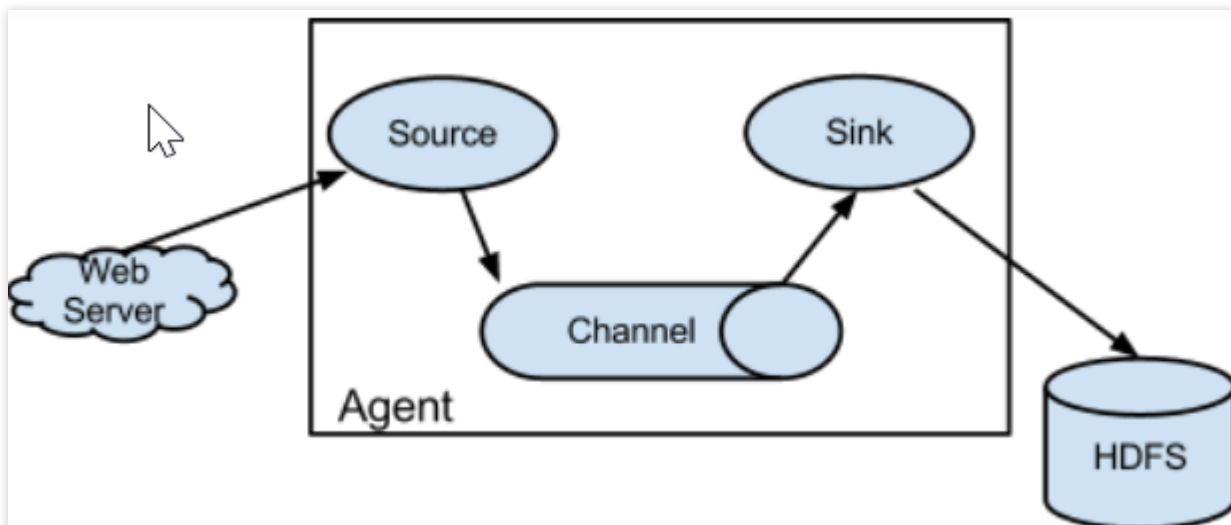 Source
Sink
Web
Server
Channel
Agent
HDFS